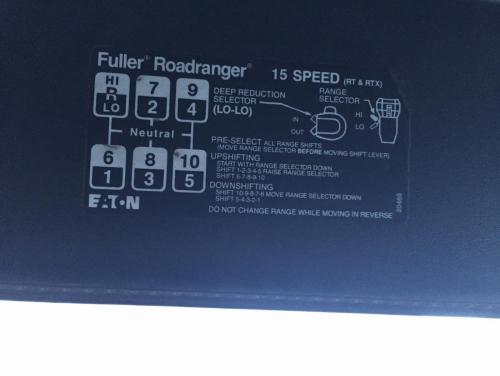 Fuller® Roadranger® 15 SPEED (RT & RTX)
HI 7 9
R
LO 2 4
DEEP REDUCTION
SELECTOR
(LO-LO)
IN
OUT
RANGE
SELECTOR
HI
LO
Neutral
6 8 10
1 3 5
PRE-SELECT ALL RANGE SHIFTS
(MOVE RANGE SELECTOR BEFORE MOVING SHIFT LEVER)
UPSHIFTING
START WITH RANGE SELECTOR DOWN
SHIFT 1-2-3-4-5 RAISE RANGE SELECTOR
SHIFT 6-7-8-9-10
DOWNSHIFTING
SHIFT 10-9-8-7-6 MOVE RANGE SELECTOR DOWN
SHIFT 5-4-3-2-1
DO NOT CHANGE RANGE WHILE MOVING IN REVERSE
EATON
20468